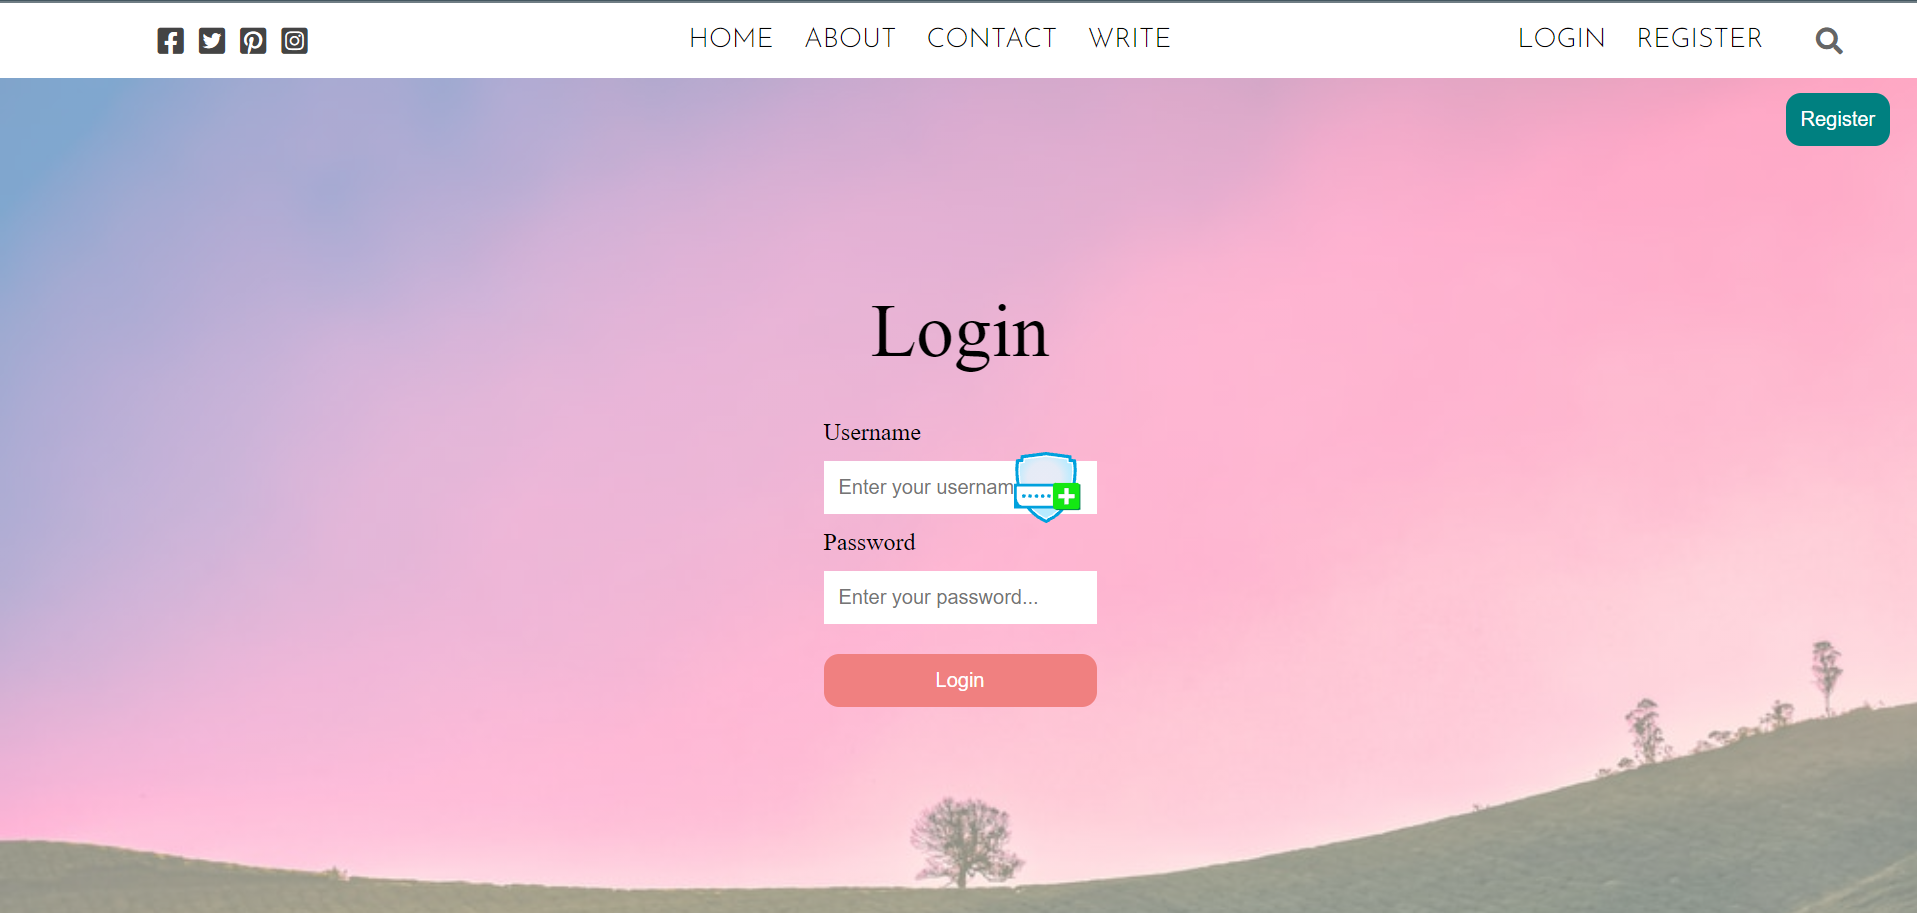 HOME ABOUT CONTACT WRITE LOGIN REGISTER
Register
Login
Username
Enter your usernam
Password
Enter your password...
Login